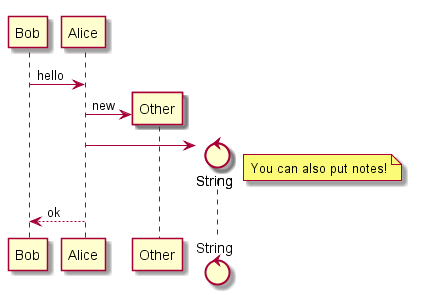 Bob Alice
hello
new
Other
String
You can also put notes!
ok
Bob Alice Other String